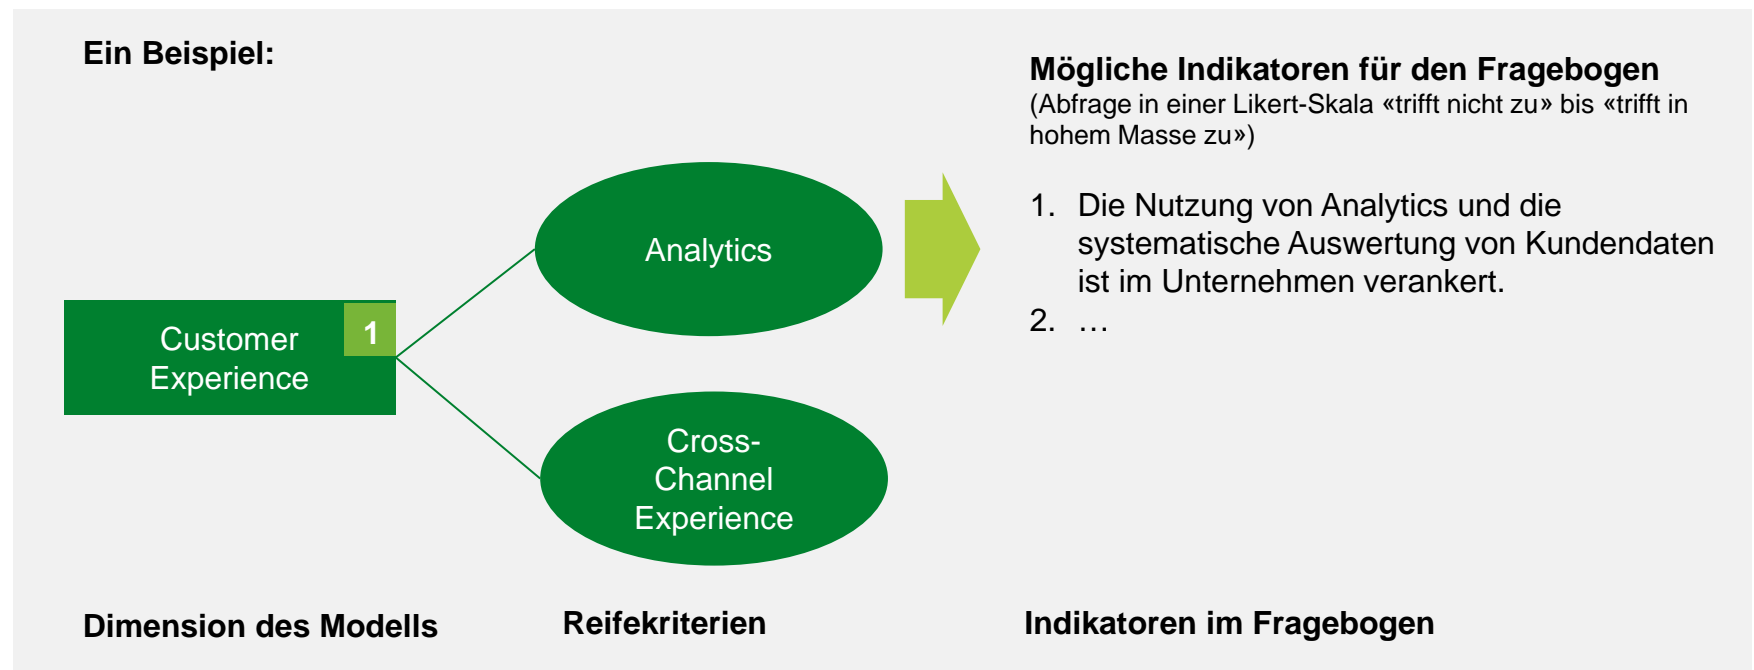 Ein Beispiel:
Customer
Experience
1
Analytics
Cross-
Channel
Experience
Mögliche Indikatoren für den Fragebogen
(Abfrage in einer Likert-Skala «trifft nicht zu» bis «trifft in
hohem Masse zu»)
1. Die Nutzung von Analytics und die
systematische Auswertung von Kundendaten
ist im Unternehmen verankert.
2. …
Dimension des Modells
Reifekriterien
Indikatoren im Fragebogen